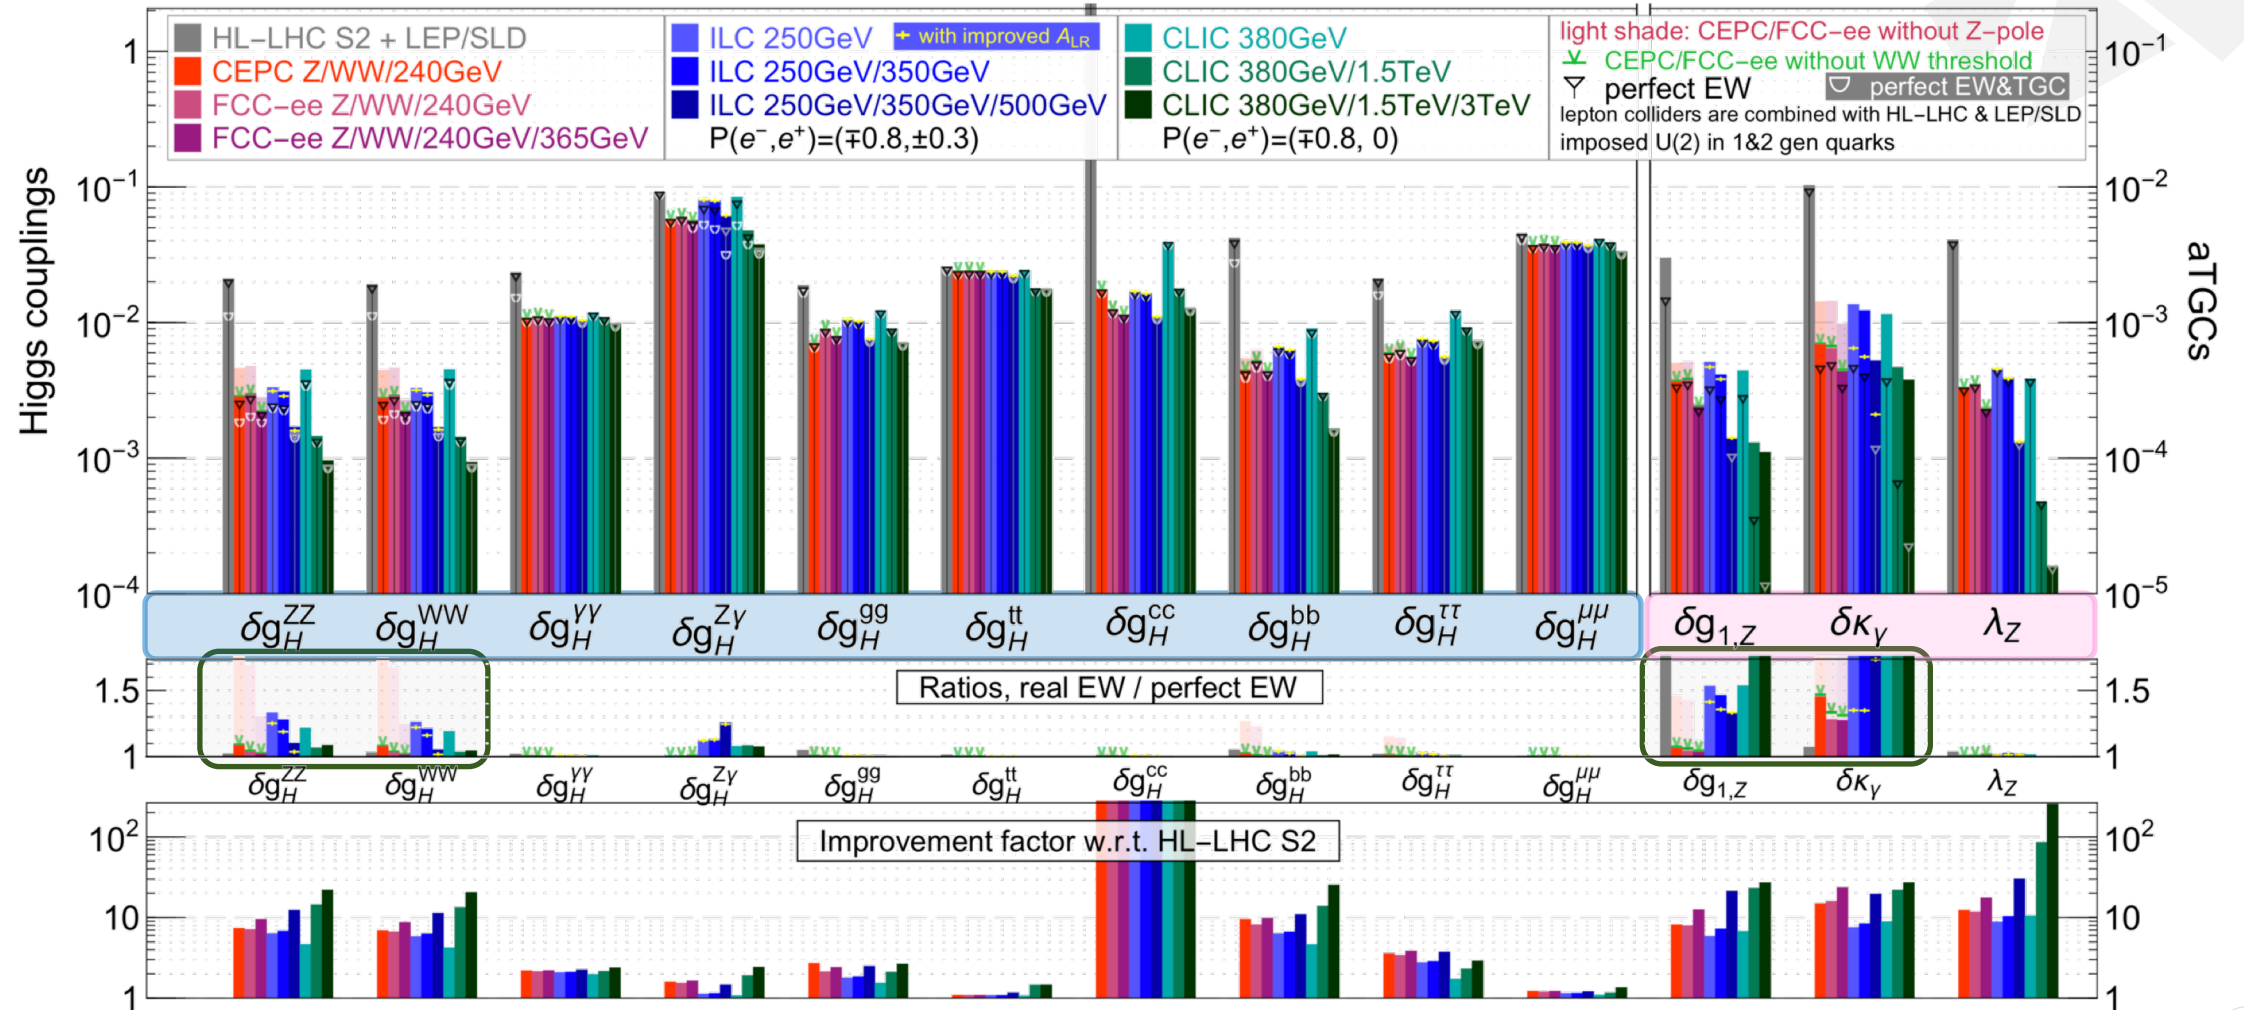 HL−LHC S2 + LEP/SLD
CEPC Z/WW/240GeV
FCC−ee Z/WW/240GeV
FCC−ee Z/WW/240GeV/365GeV
ILC 250GeV
with improved A_LR
ILC 250GeV/350GeV
ILC 250GeV/350GeV/500GeV
P(e⁻,e⁺)=(∓0.8,±0.3)
CLIC 380GeV
CLIC 380GeV/1.5TeV
CLIC 380GeV/1.5TeV/3TeV
P(e⁻,e⁺)=(∓0.8, 0)
light shade: CEPC/FCC−ee without Z−pole
CEPC/FCC−ee without WW threshold
perfect EW
perfect EW&TGC
lepton colliders are combined with HL−LHC & LEP/SLD
imposed U(2) in 1&2 gen quarks
Higgs couplings
1
10⁻¹
10⁻²
10⁻³
10⁻⁴
aTGCs
10⁻¹
10⁻²
10⁻³
10⁻⁴
10⁻⁵
δg_H^ZZ δg_H^WW δg_H^γγ δg_H^Zγ δg_H^gg δg_H^tt δg_H^cc δg_H^bb δg_H^ττ δg_H^μμ δg_1,Z δκ_γ λ_Z
Ratios, real EW / perfect EW
1.5 1.5
1 1
δg_H^ZZ δg_H^WW δg_H^γγ δg_H^Zγ δg_H^gg δg_H^tt δg_H^cc δg_H^bb δg_H^ττ δg_H^μμ δg_1,Z δκ_γ λ_Z
Improvement factor w.r.t. HL−LHC S2
10² 10²
10 10
1 1